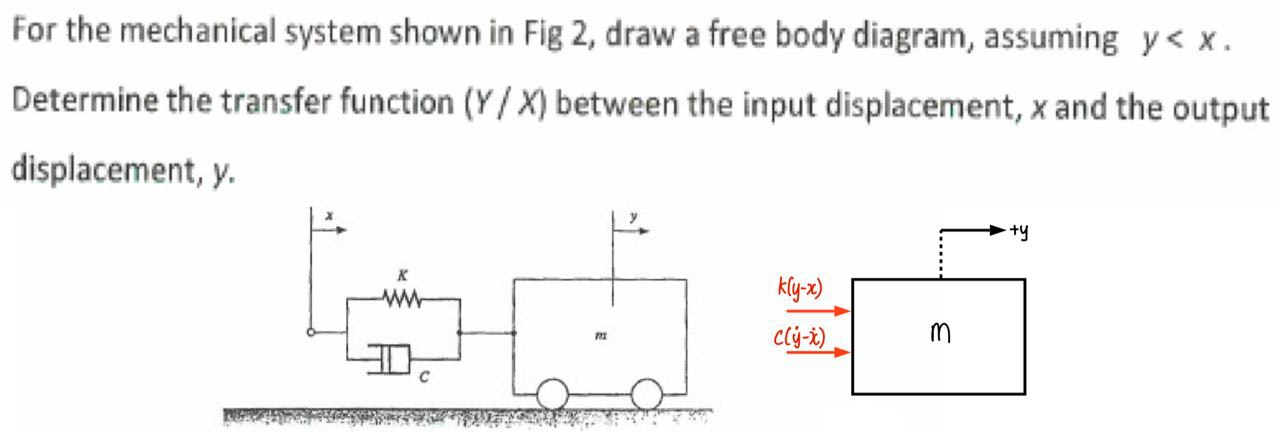 For the mechanical system shown in Fig 2, draw a free body diagram, assuming y < x.
Determine the transfer function (Y / X) between the input displacement, x and the output
displacement, y.
x
y
K
m
C
+y
k(y-x)
c(ẏ-ẋ)
m